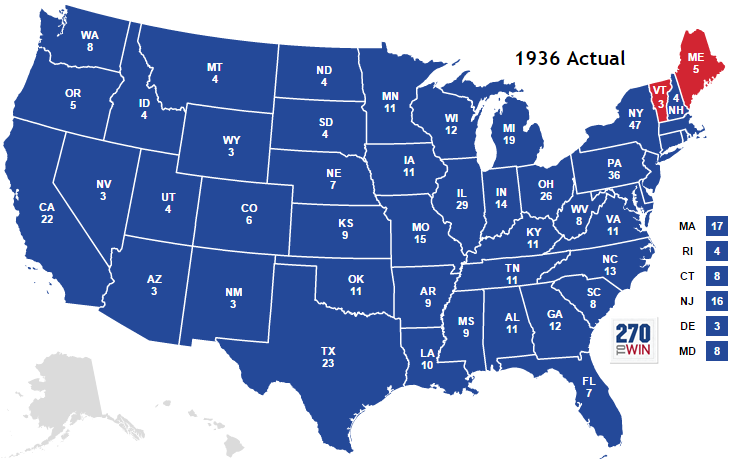 1936 Actual
WA
8
OR
5
CA
22
NV
3
ID
4
MT
4
WY
3
UT
4
AZ
3
CO
6
NM
3
ND
4
SD
4
NE
7
KS
9
OK
11
TX
23
MN
11
IA
11
MO
15
AR
9
LA
10
WI
12
IL
29
MI
19
IN
14
OH
26
KY
11
TN
11
MS
9
AL
11
GA
12
FL
7
SC
8
NC
13
VA
11
WV
8
PA
36
NY
47
VT
3
4
NH
ME
5
MA 17
RI 4
CT 8
NJ 16
DE 3
MD 8
270
TO WIN